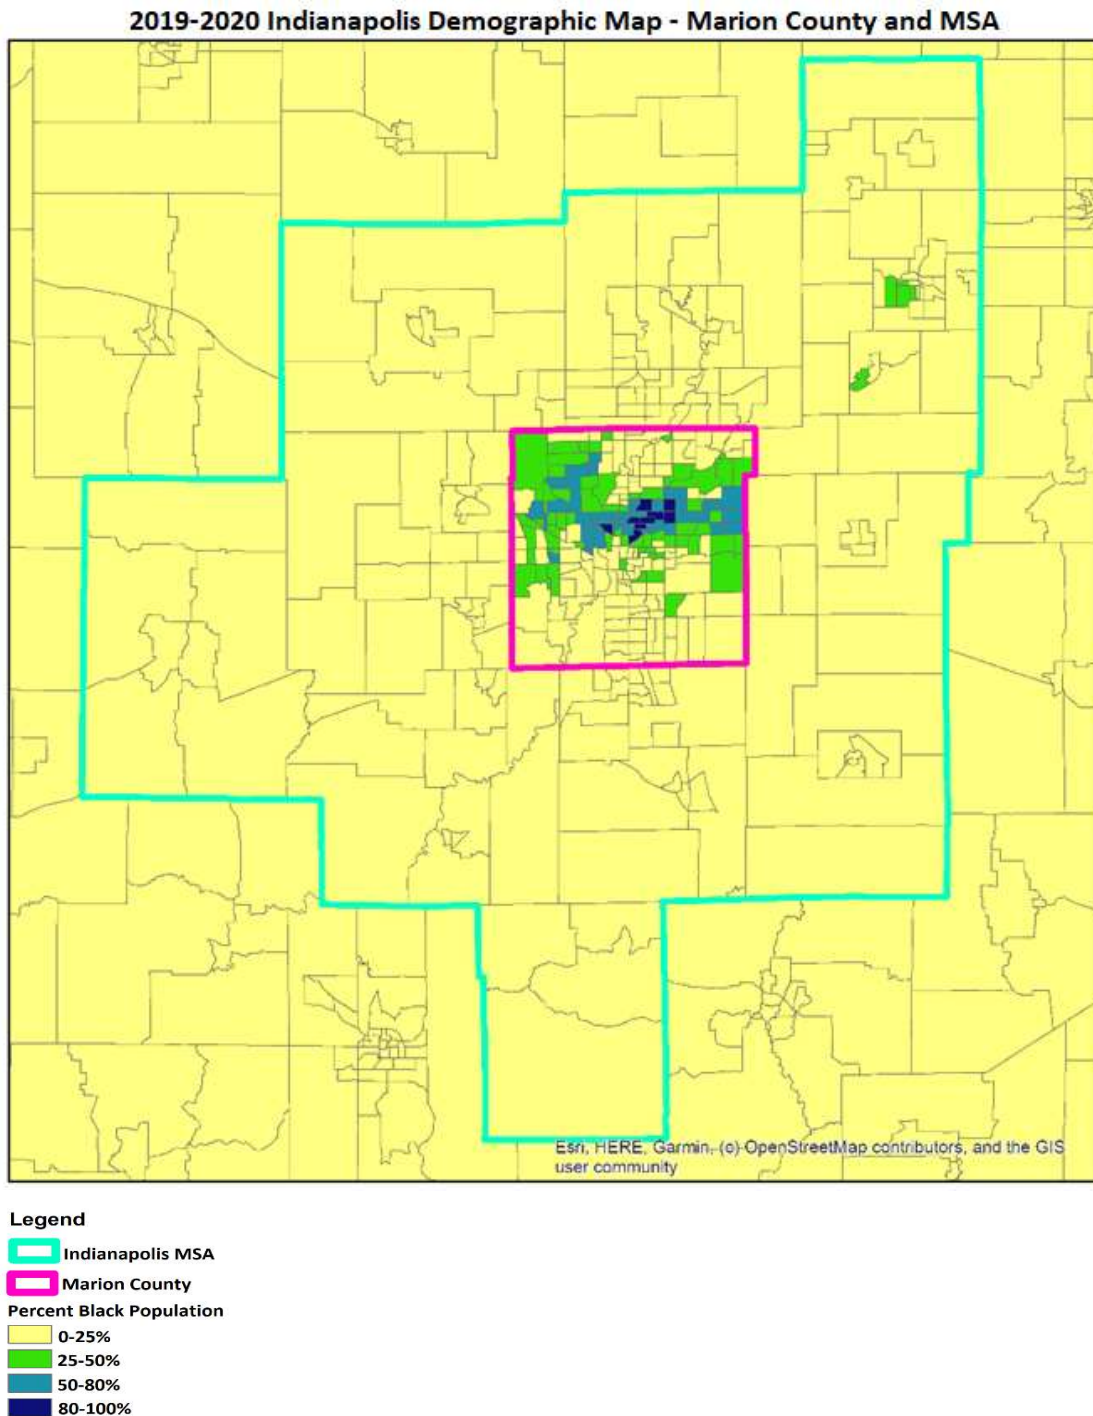 2019-2020 Indianapolis Demographic Map - Marion County and MSA
Esri, HERE, Garmin, (c) OpenStreetMap contributors, and the GIS
user community
Legend
Indianapolis MSA
Marion County
Percent Black Population
0-25%
25-50%
50-80%
80-100%